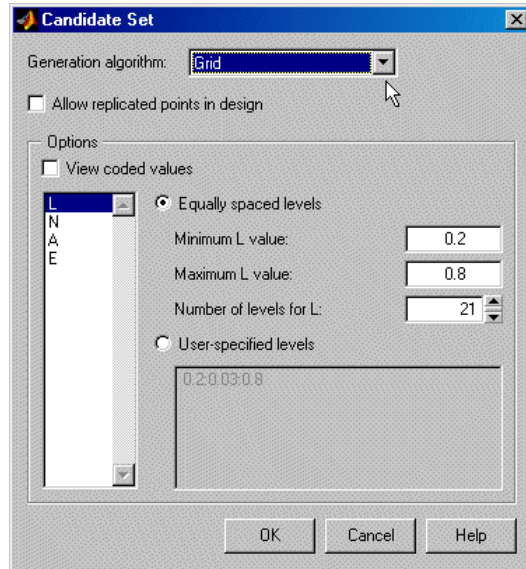 Candidate Set
Generation algorithm: Grid
Allow replicated points in design
Options
View coded values
L
N
A
E
Equally spaced levels
Minimum L value: 0.2
Maximum L value: 0.8
Number of levels for L: 21
User-specified levels
0.2:0.03:0.8
OK Cancel Help